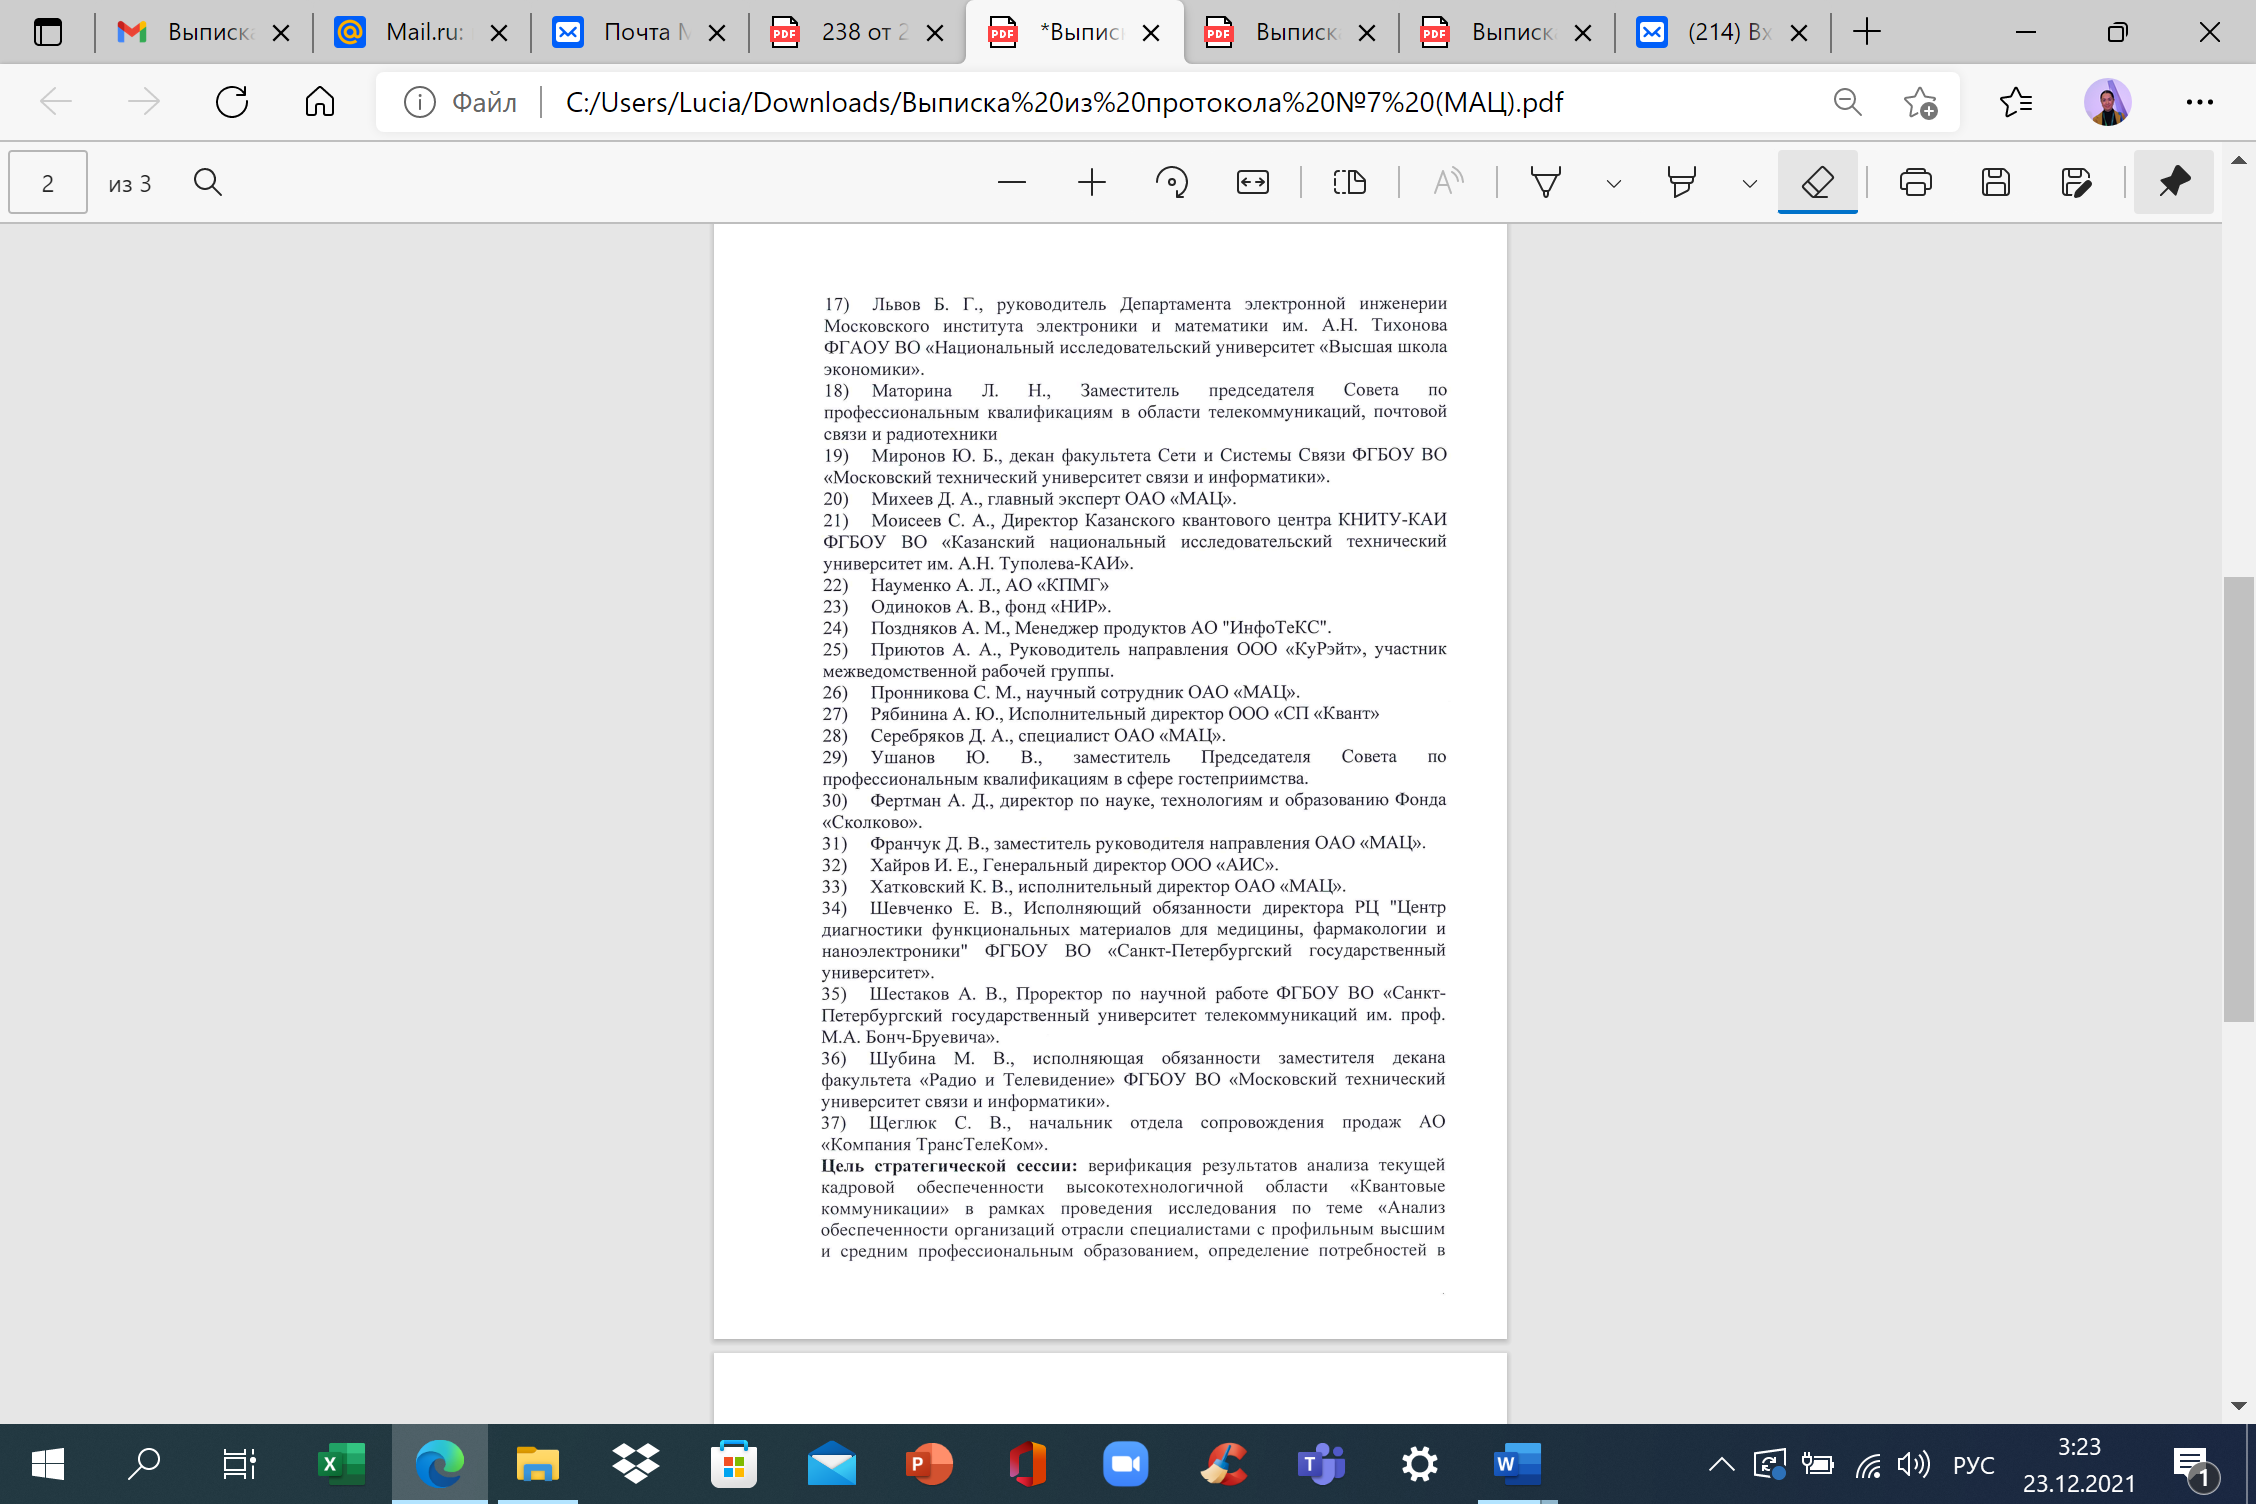 Выписка
Mail.ru:
Почта М
238 от 2
*Выпис
Выписк
Выписк
(214) Вх
Файл
C:/Users/Lucia/Downloads/Выписка%20из%20протокола%20№7%20(МАЦ).pdf
2 из 3
17) Львов Б. Г., руководитель Департамента электронной инженерии
Московского института электроники и математики им. А.Н. Тихонова
ФГАОУ ВО «Национальный исследовательский университет «Высшая школа
экономики».
18) Маторина Л. Н., Заместитель председателя Совета по
профессиональным квалификациям в области телекоммуникаций, почтовой
связи и радиотехники
19) Миронов Ю. Б., декан факультета Сети и Системы Связи ФГБОУ ВО
«Московский технический университет связи и информатики».
20) Михеев Д. А., главный эксперт ОАО «МАЦ».
21) Моисеев С. А., Директор Казанского квантового центра КНИТУ-КАИ
ФГБОУ ВО «Казанский национальный исследовательский технический
университет им. А.Н. Туполева-КАИ».
22) Науменко А. Л., АО «КПМГ»
23) Одиноков А. В., фонд «НИР».
24) Поздняков А. М., Менеджер продуктов АО "ИнфоТеКС".
25) Приютов А. А., Руководитель направления ООО «КуРэйт», участник
межведомственной рабочей группы.
26) Пронникова С. М., научный сотрудник ОАО «МАЦ».
27) Рябинина А. Ю., Исполнительный директор ООО «СП «Квант»
28) Серебряков Д. А., специалист ОАО «МАЦ».
29) Ушанов Ю. В., заместитель Председателя Совета по
профессиональным квалификациям в сфере гостеприимства.
30) Фертман А. Д., директор по науке, технологиям и образованию Фонда
«Сколково».
31) Франчук Д. В., заместитель руководителя направления ОАО «МАЦ».
32) Хайров И. Е., Генеральный директор ООО «АИС».
33) Хатковский К. В., исполнительный директор ОАО «МАЦ».
34) Шевченко Е. В., Исполняющий обязанности директора РЦ "Центр
диагностики функциональных материалов для медицины, фармакологии и
наноэлектроники" ФГБОУ ВО «Санкт-Петербургский государственный
университет».
35) Шестаков А. В., Проректор по научной работе ФГБОУ ВО «Санкт-
Петербургский государственный университет телекоммуникаций им. проф.
М.А. Бонч-Бруевича».
36) Шубина М. В., исполняющая обязанности заместителя декана
факультета «Радио и Телевидение» ФГБОУ ВО «Московский технический
университет связи и информатики».
37) Щеглюк С. В., начальник отдела сопровождения продаж АО
«Компания ТрансТелеКом».
Цель стратегической сессии: верификация результатов анализа текущей
кадровой обеспеченности высокотехнологичной области «Квантовые
коммуникации» в рамках проведения исследования по теме «Анализ
обеспеченности организаций отрасли специалистами с профильным высшим
и средним профессиональным образованием, определение потребностей в
РУС
3:23
23.12.2021
1